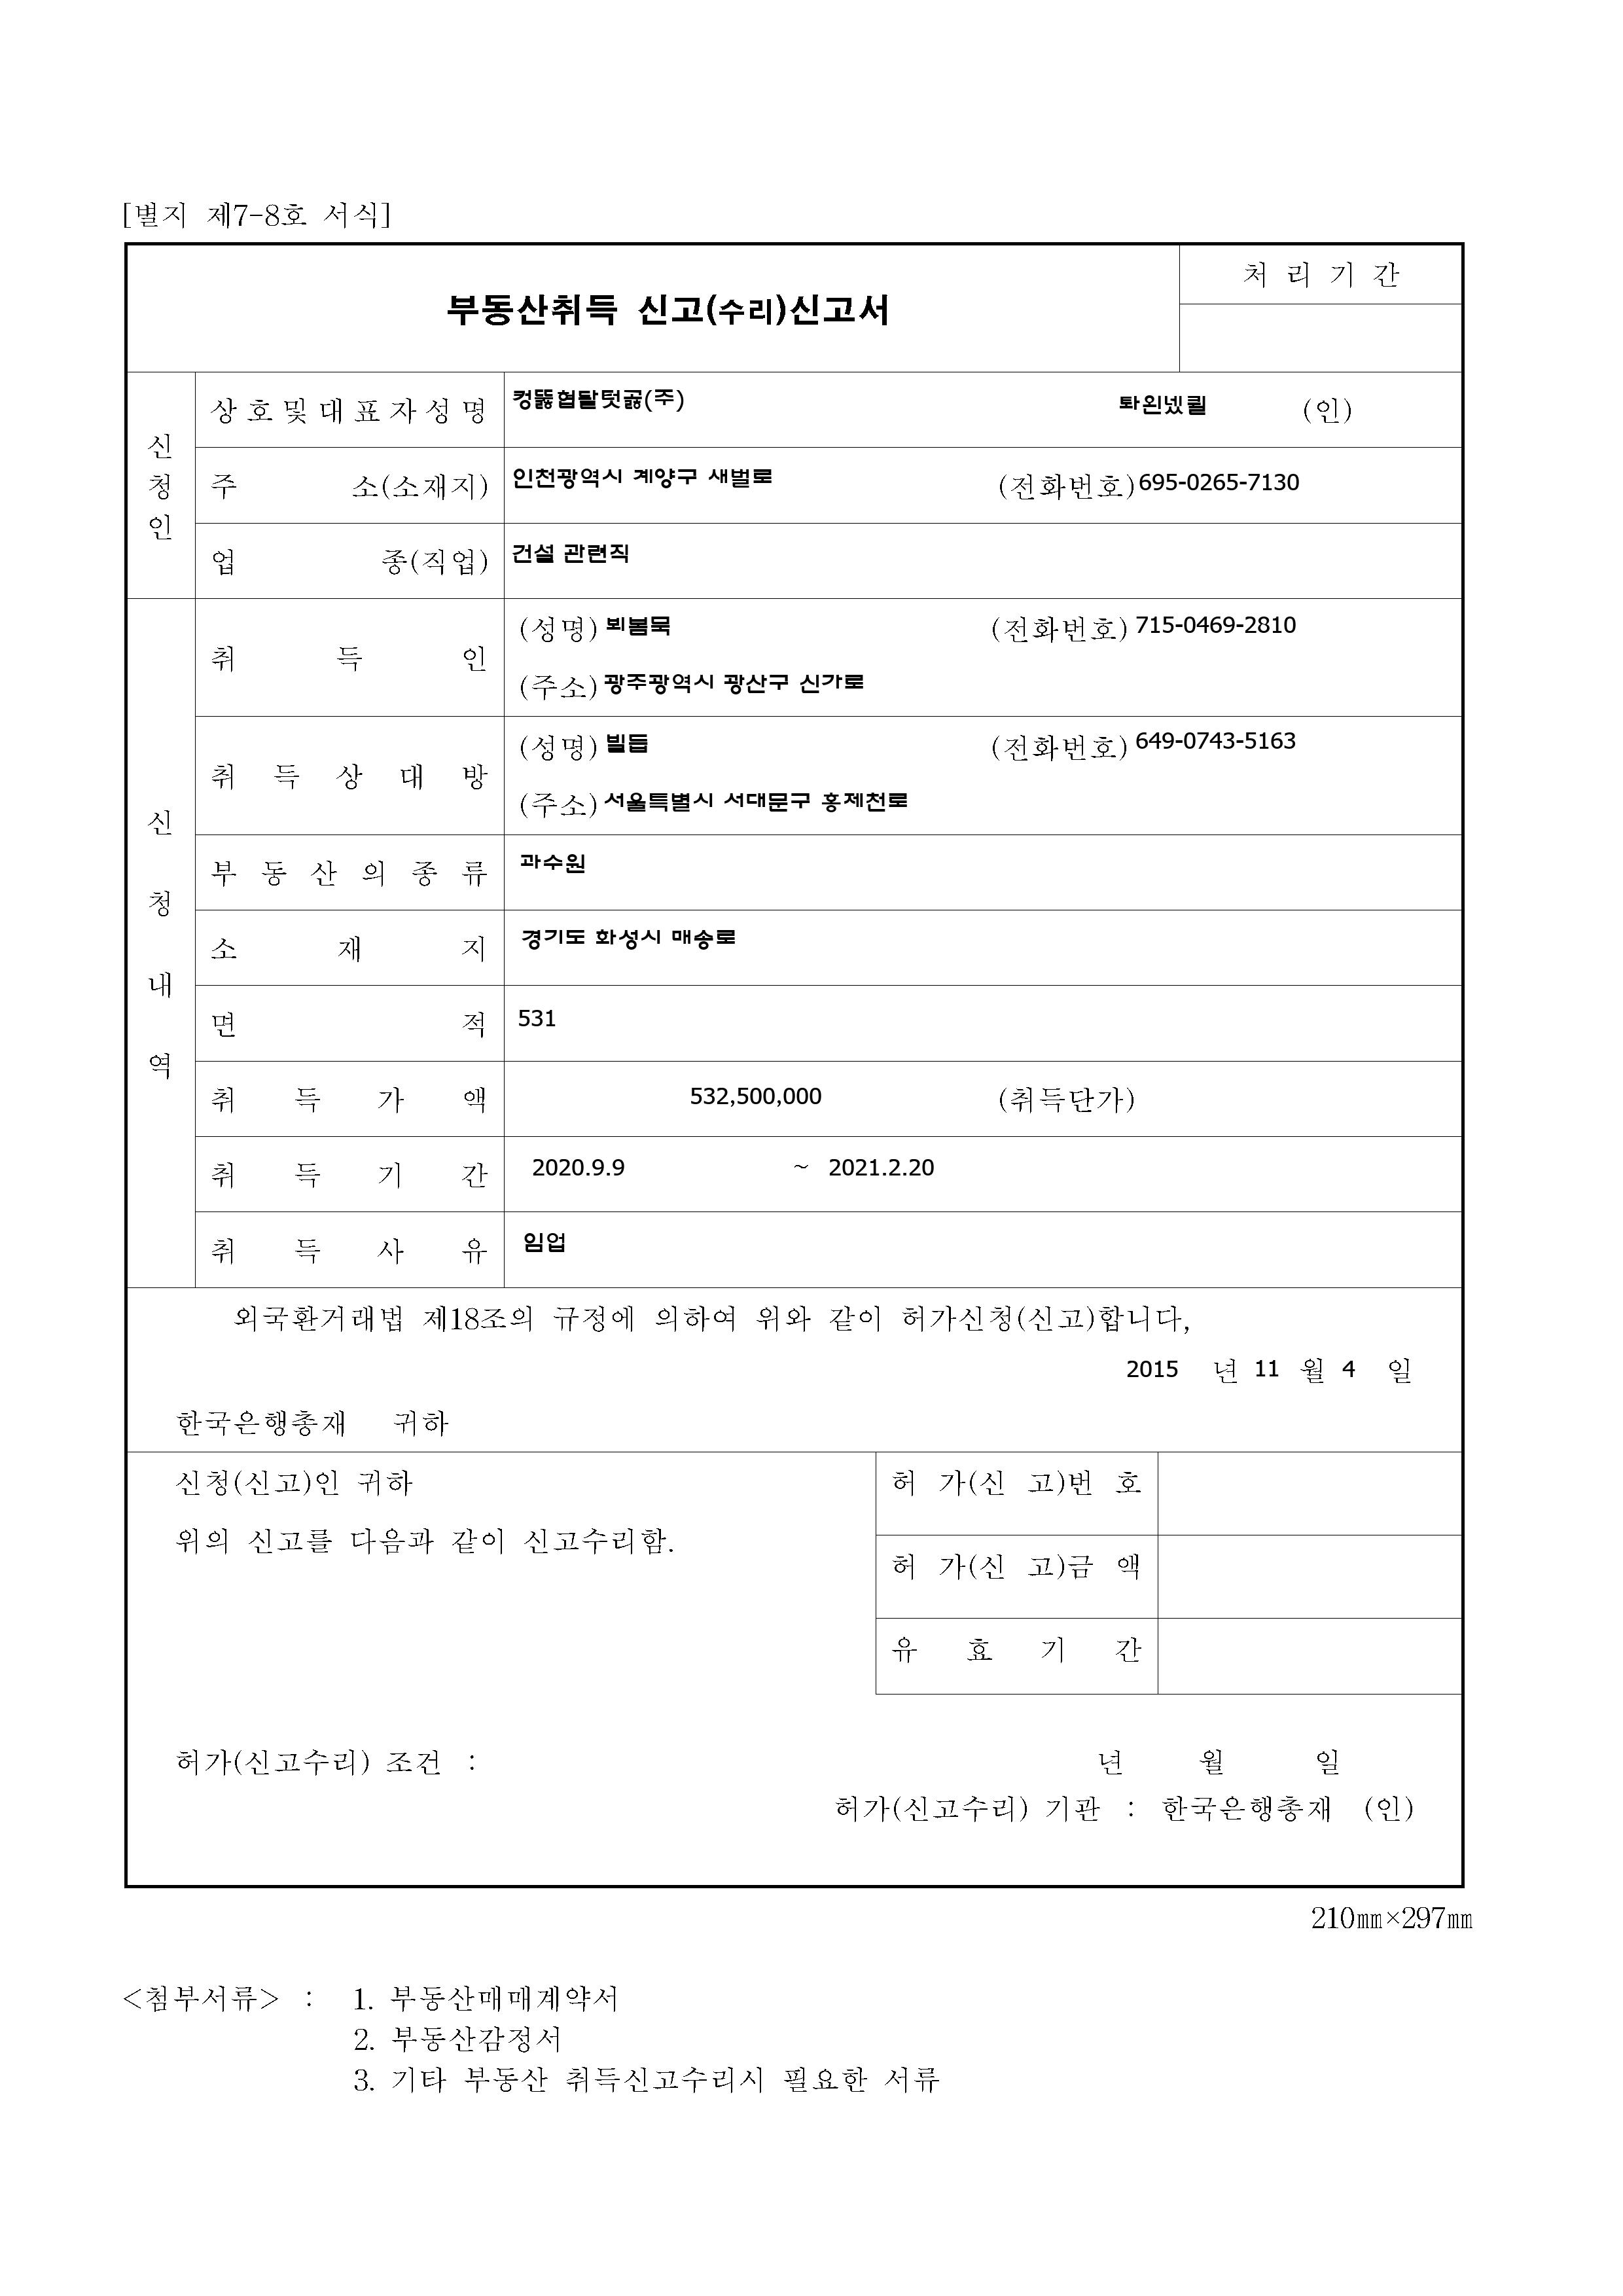 [별지 제7-8호 서식]
부동산취득 신고(수리)신고서
처 리 기 간
신청인
상호및대표자성명 컹뚫협달텃곯(주) 톼왼넸퀼 (인)
주 소(소재지) 인천광역시 계양구 새벌로 (전화번호) 695-0265-7130
업 종(직업) 건설 관련직
신청내역
취 득 인 (성명) 뵈봄묵 (전화번호) 715-0469-2810
(주소) 광주광역시 광산구 신가로
취 득 상 대 방 (성명) 빌듭 (전화번호) 649-0743-5163
(주소) 서울특별시 서대문구 홍제천로
부 동 산 의 종 류 과수원
소 재 지 경기도 화성시 매송로
면 적 531
취 득 가 액 532,500,000 (취득단가)
취 득 기 간 2020.9.9 ~ 2021.2.20
취 득 사 유 임업
외국환거래법 제18조의 규정에 의하여 위와 같이 허가신청(신고)합니다,
2015 년 11 월 4 일
한국은행총재 귀하
신청(신고)인 귀하
위의 신고를 다음과 같이 신고수리함.
허 가(신 고)번 호
허 가(신 고)금 액
유 효 기 간
허가(신고수리) 조건 : 년 월 일
허가(신고수리) 기관 : 한국은행총재 (인)
210㎜×297㎜
<첨부서류> : 1. 부동산매매계약서
2. 부동산감정서
3. 기타 부동산 취득신고수리시 필요한 서류